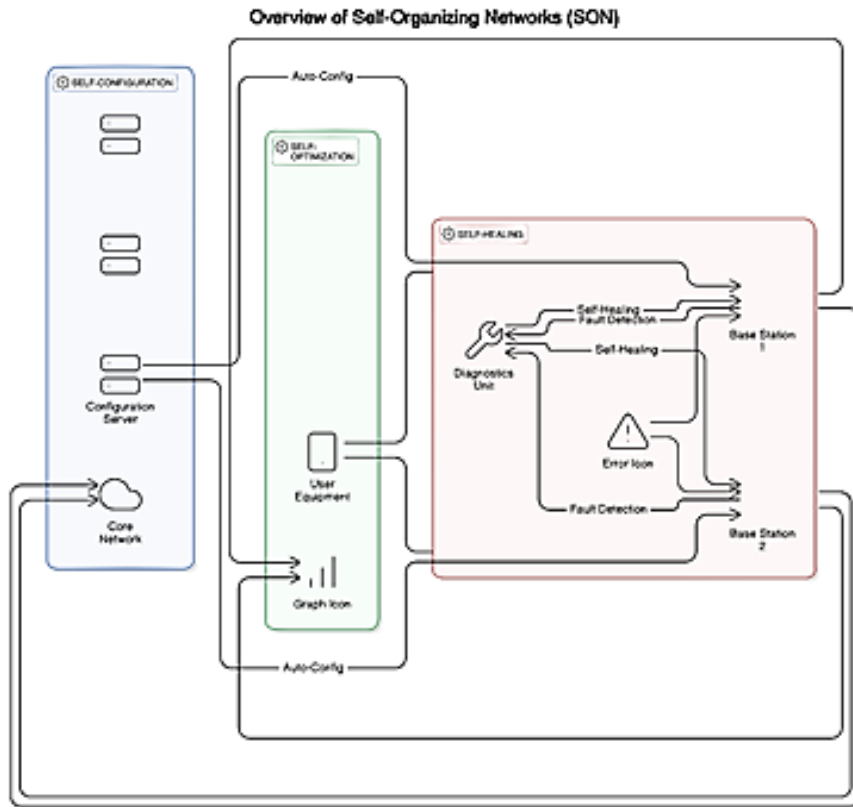 Overview of Self-Organizing Networks (SON)
SELF-CONFIGURATION
Auto-Config
SELF-
OPTIMIZATION
SELF-HEALING
Self-Healing
Fault Detection
Base Station
1
Self-Healing
Diagnostics
Unit
Configuration
Server
Error Icon
User
Equipment
Core
Network
Fault Detection
Base Station
2
Graph Icon
Auto-Config